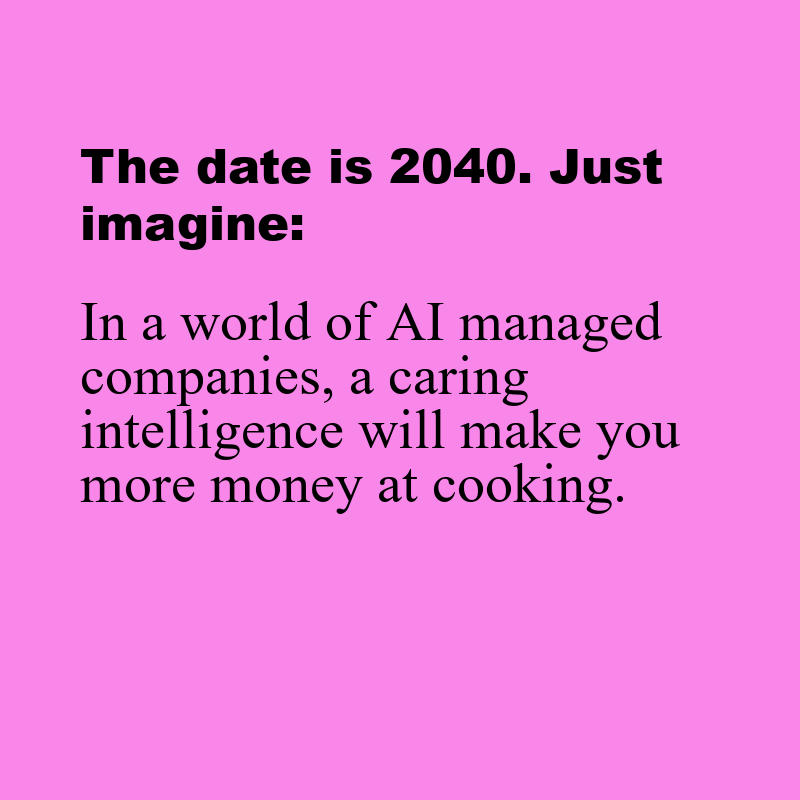 The date is 2040. Just
imagine:
In a world of AI managed
companies, a caring
intelligence will make you
more money at cooking.